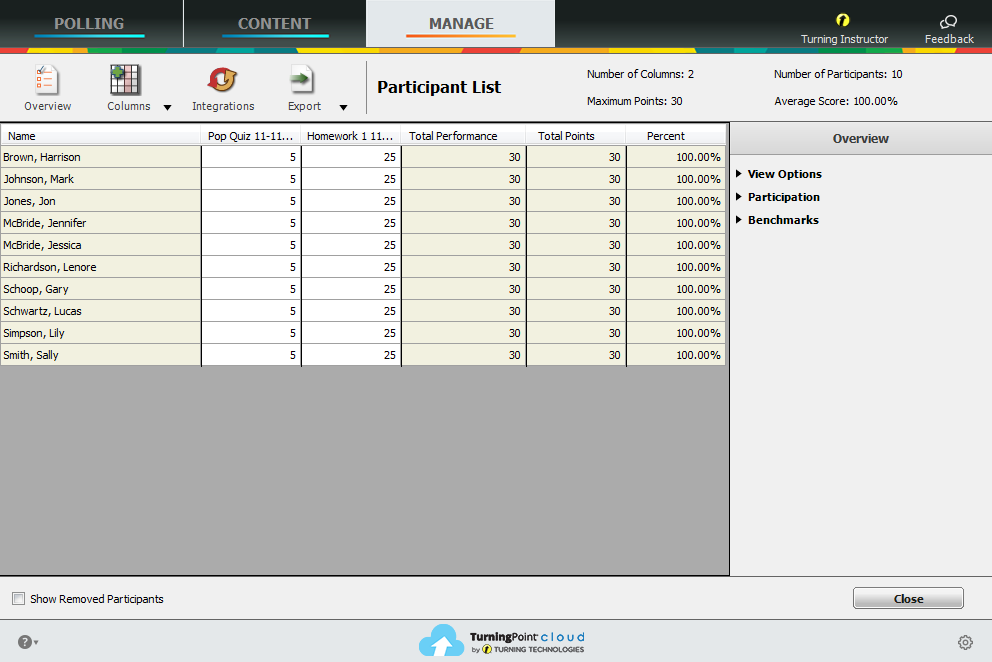 POLLING CONTENT MANAGE Turning Instructor Feedback
Overview Columns Integrations Export Participant List
Number of Columns: 2 Number of Participants: 10
Maximum Points: 30 Average Score: 100.00%
Name Pop Quiz 11-11... Homework 1 11... Total Performance Total Points Percent
Brown, Harrison 5 25 30 30 100.00%
Johnson, Mark 5 25 30 30 100.00%
Jones, Jon 5 25 30 30 100.00%
McBride, Jennifer 5 25 30 30 100.00%
McBride, Jessica 5 25 30 30 100.00%
Richardson, Lenore 5 25 30 30 100.00%
Schoop, Gary 5 25 30 30 100.00%
Schwartz, Lucas 5 25 30 30 100.00%
Simpson, Lily 5 25 30 30 100.00%
Smith, Sally 5 25 30 30 100.00%
Overview
View Options
Participation
Benchmarks
Show Removed Participants Close
?
TurningPoint cloud
by TURNING TECHNOLOGIES